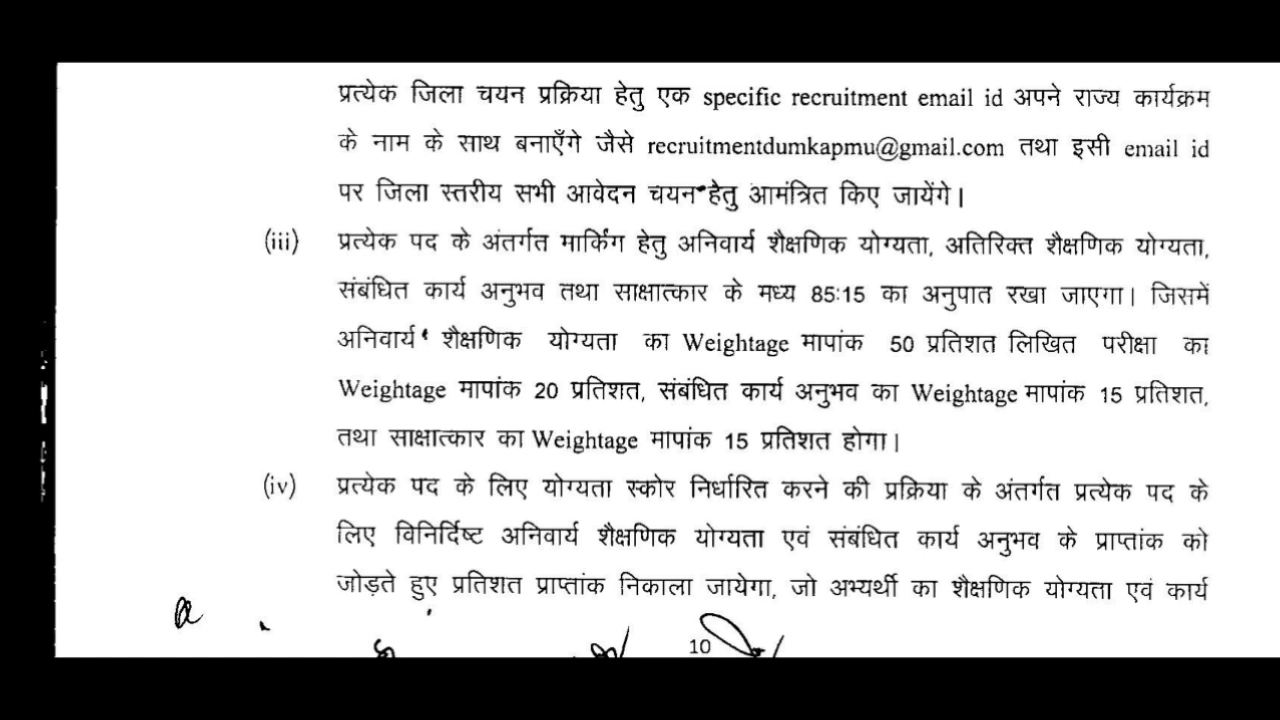 प्रत्येक जिला चयन प्रक्रिया हेतु एक specific recruitment email id अपने राज्य कार्यक्रम
के नाम के साथ बनाएँगे जैसे recruitmentdumkapmu@gmail.com तथा इसी email id
पर जिला स्तरीय सभी आवेदन चयन हेतु आमंत्रित किए जायेंगे।
(iii) प्रत्येक पद के अंतर्गत मार्किंग हेतु अनिवार्य शैक्षणिक योग्यता, अतिरिक्त शैक्षणिक योग्यता,
संबंधित कार्य अनुभव तथा साक्षात्कार के मध्य 85:15 का अनुपात रखा जाएगा। जिसमें
अनिवार्य शैक्षणिक योग्यता का Weightage मापांक 50 प्रतिशत लिखित परीक्षा का
Weightage मापांक 20 प्रतिशत, संबंधित कार्य अनुभव का Weightage मापांक 15 प्रतिशत,
तथा साक्षात्कार का Weightage मापांक 15 प्रतिशत होगा।
(iv) प्रत्येक पद के लिए योग्यता स्कोर निर्धारित करने की प्रक्रिया के अंतर्गत प्रत्येक पद के
लिए विनिर्दिष्ट अनिवार्य शैक्षणिक योग्यता एवं संबंधित कार्य अनुभव के प्राप्तांक को
जोड़ते हुए प्रतिशत प्राप्तांक निकाला जायेगा, जो अभ्यर्थी का शैक्षणिक योग्यता एवं कार्य
10